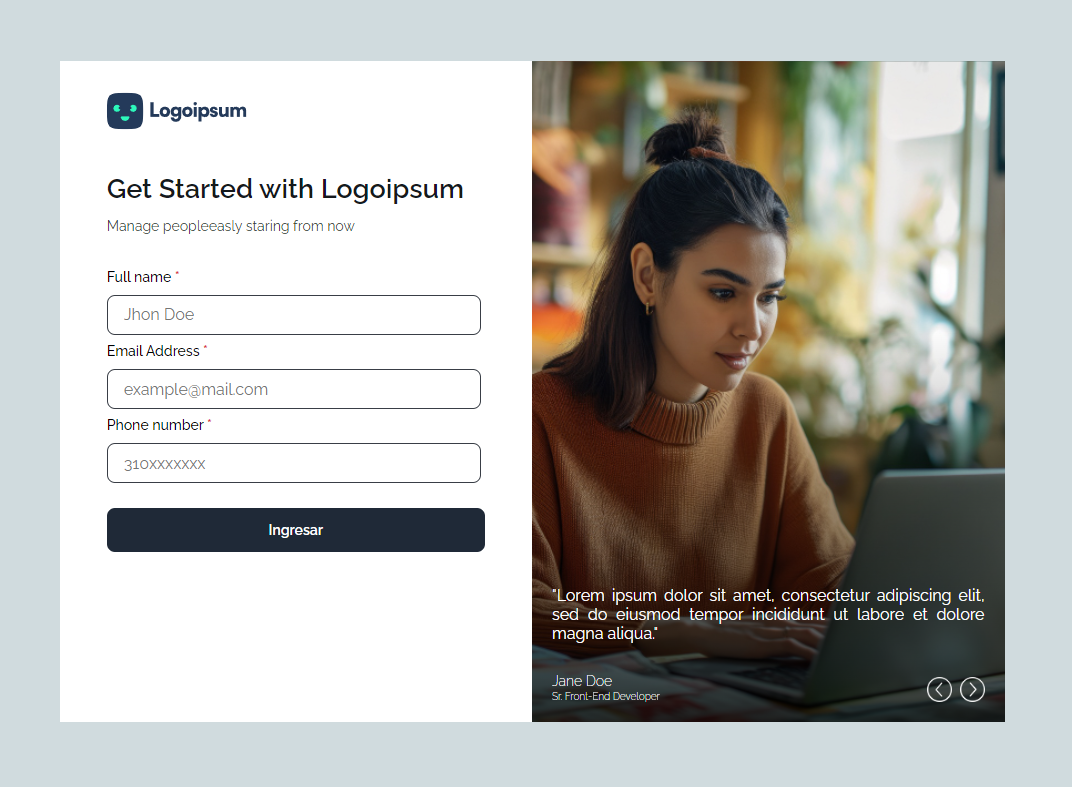 Logoipsum
Get Started with Logoipsum
Manage peopleeasly staring from now
Full name *
Jhon Doe
Email Address *
example@mail.com
Phone number *
310xxxxxxx
Ingresar
"Lorem ipsum dolor sit amet, consectetur adipiscing elit,
sed do eiusmod tempor incididunt ut labore et dolore
magna aliqua."
Jane Doe
Sr. Front-End Developer